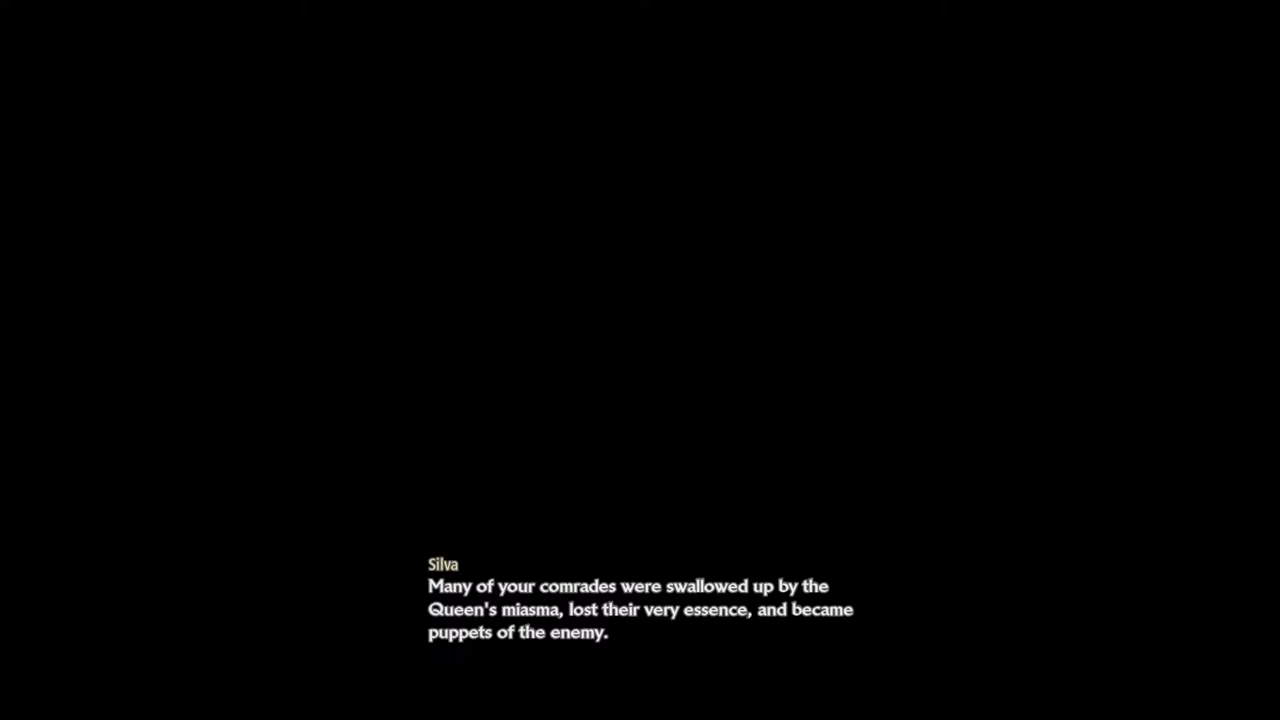 Silva
Many of your comrades were swallowed up by the
Queen's miasma, lost their very essence, and became
puppets of the enemy.